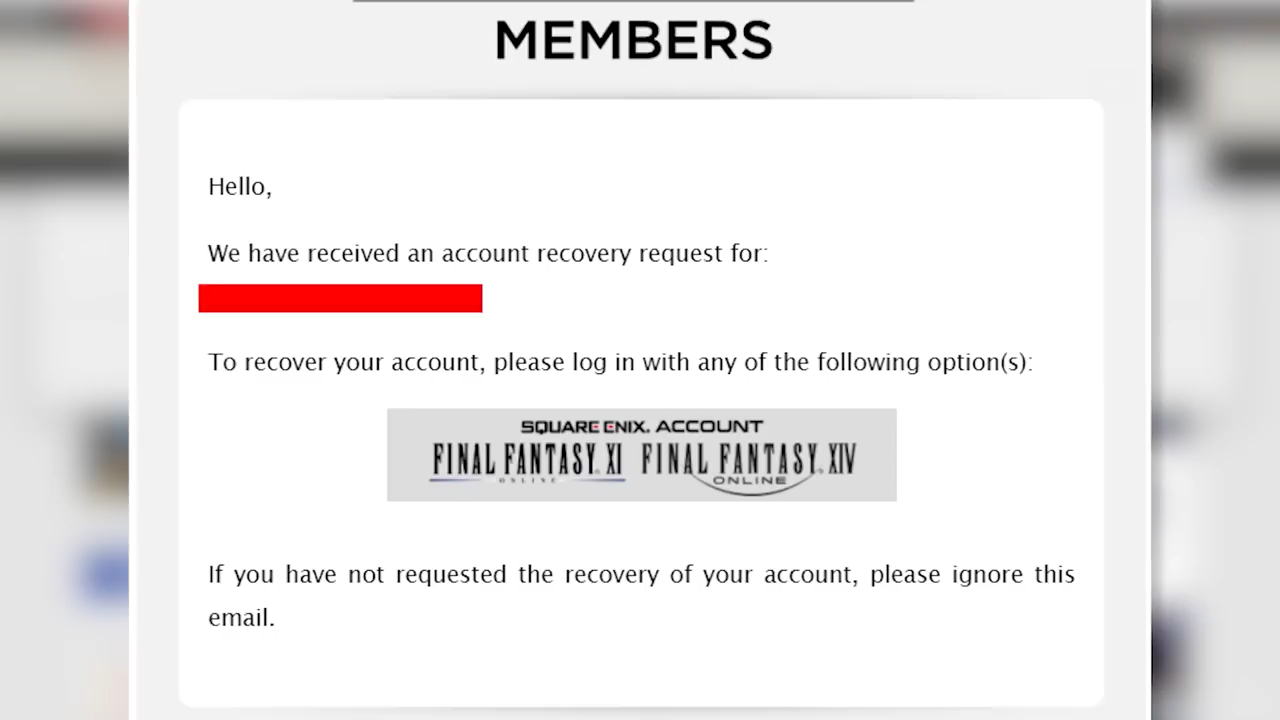 MEMBERS
Hello,
We have received an account recovery request for:
To recover your account, please log in with any of the following option(s):
SQUARE ENIX. ACCOUNT
FINAL FANTASY XI FINAL FANTASY XIV
ONLINE ONLINE
If you have not requested the recovery of your account, please ignore this
email.